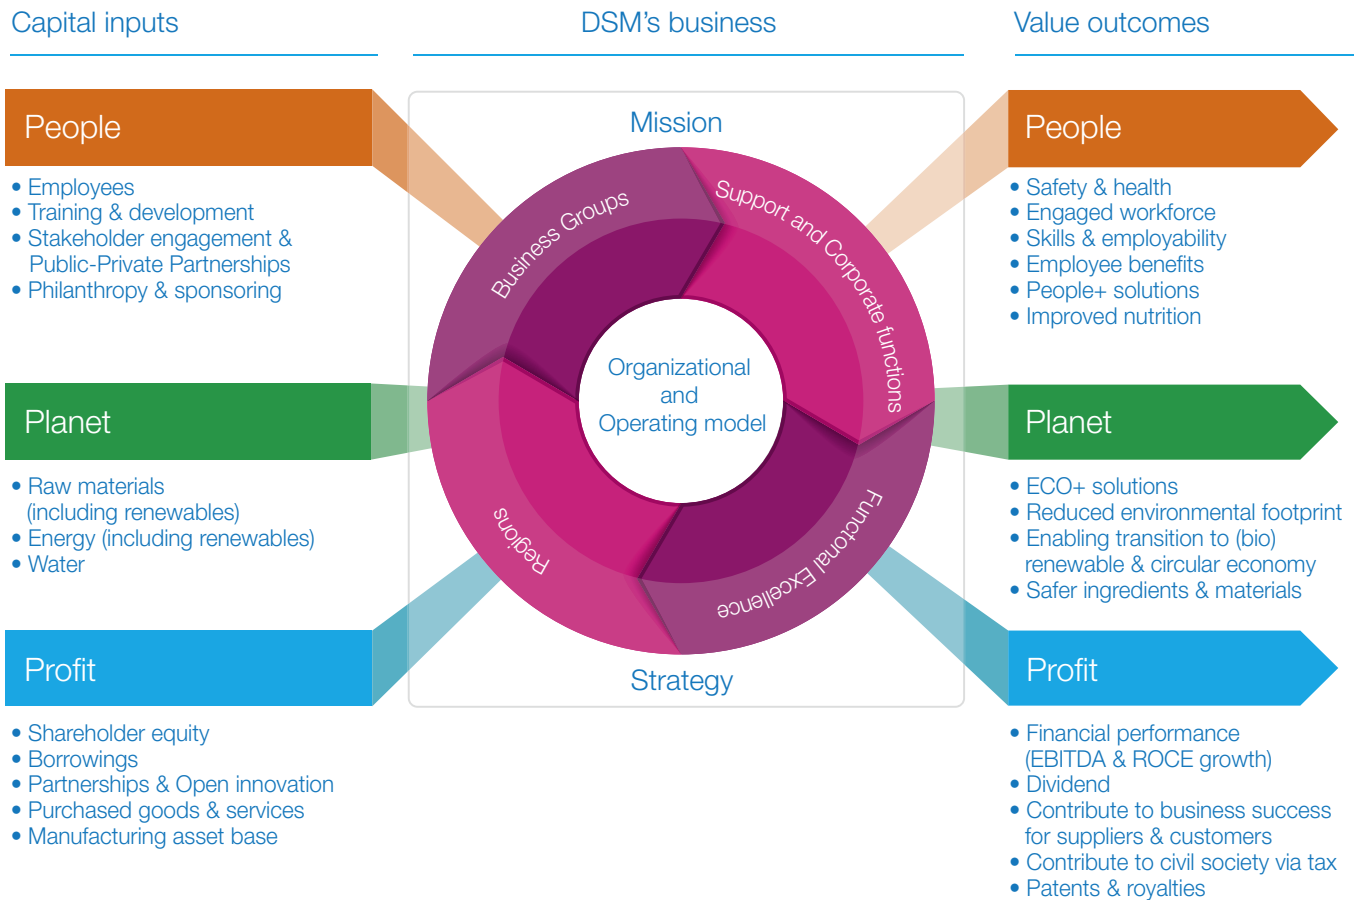 Capital inputs
DSM's business
Value outcomes
People
• Employees
• Training & development
• Stakeholder engagement &
Public-Private Partnerships
• Philanthropy & sponsoring
Planet
• Raw materials
(including renewables)
• Energy (including renewables)
• Water
Profit
• Shareholder equity
• Borrowings
• Partnerships & Open innovation
• Purchased goods & services
• Manufacturing asset base
Mission
Business Groups
Support and Corporate functions
Organizational
and
Operating model
Regions
Functonal Excellence
Strategy
People
• Safety & health
• Engaged workforce
• Skills & employability
• Employee benefits
• People+ solutions
• Improved nutrition
Planet
• ECO+ solutions
• Reduced environmental footprint
• Enabling transition to (bio)
renewable & circular economy
• Safer ingredients & materials
Profit
• Financial performance
(EBITDA & ROCE growth)
• Dividend
• Contribute to business success
for suppliers & customers
• Contribute to civil society via tax
• Patents & royalties